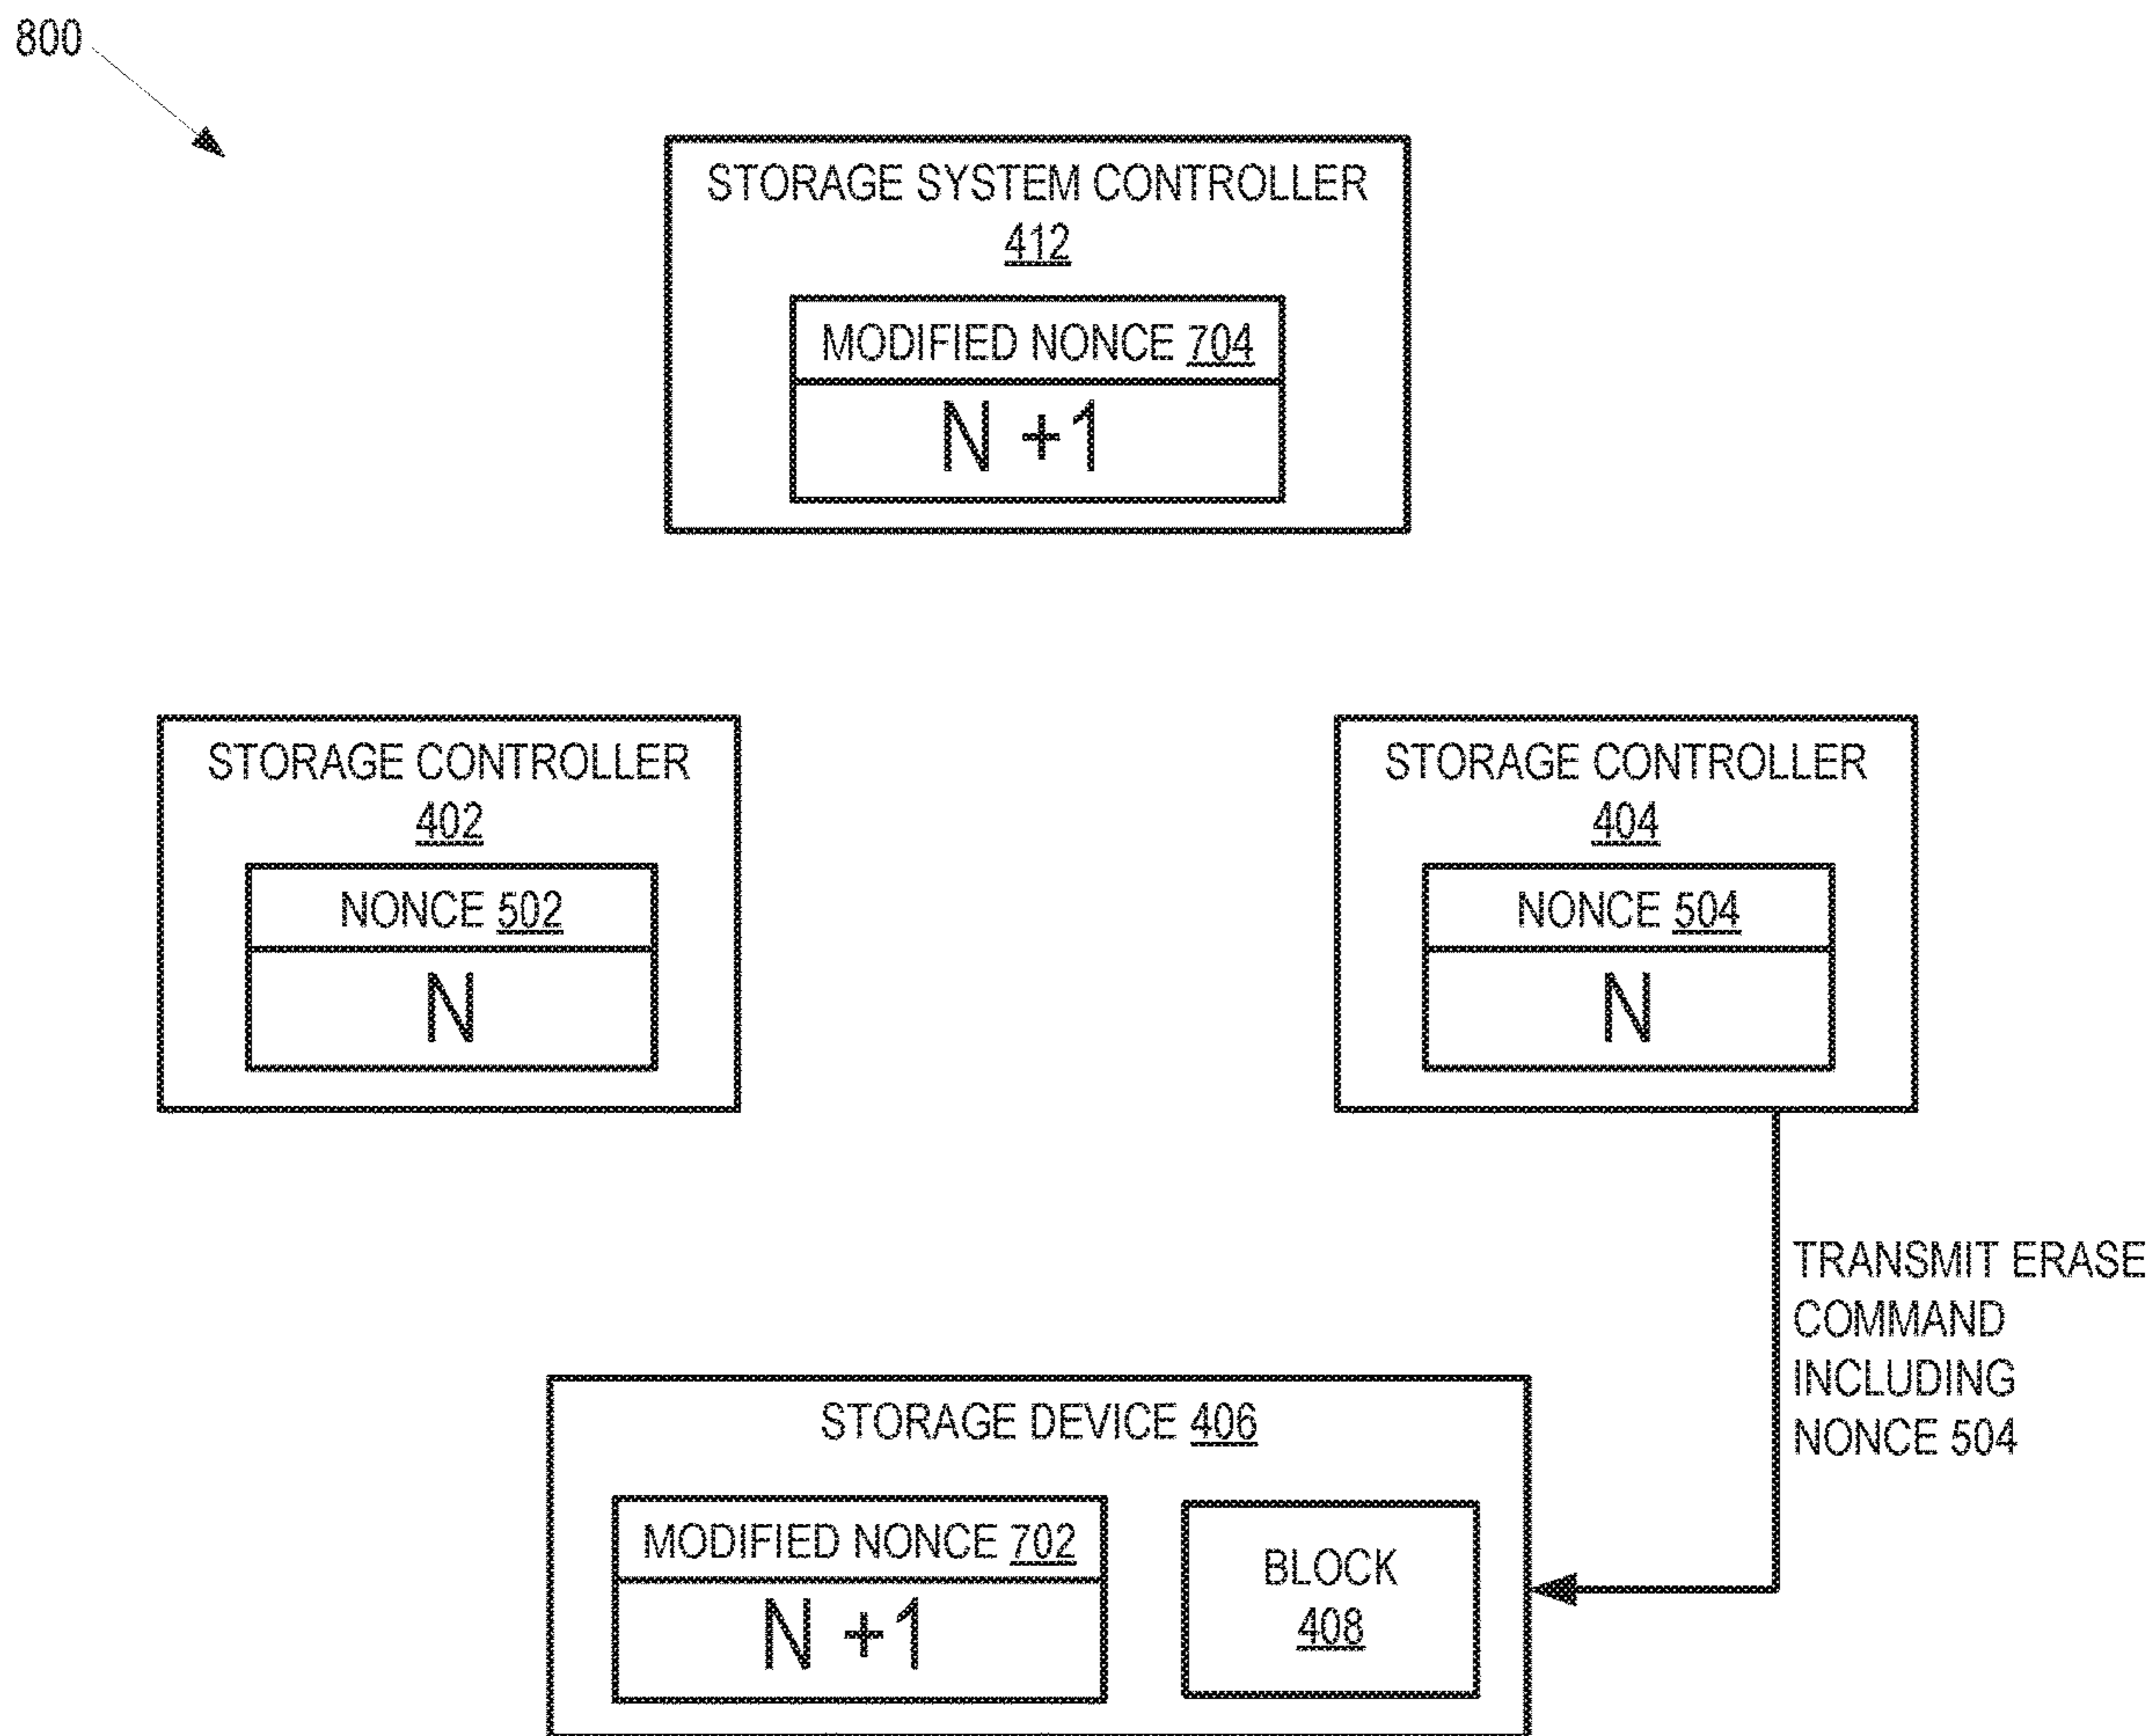 800
STORAGE SYSTEM CONTROLLER
412
MODIFIED NONCE 704
N +1
STORAGE CONTROLLER
402
NONCE 502
N
STORAGE CONTROLLER
404
NONCE 504
N
TRANSMIT ERASE
COMMAND
INCLUDING
NONCE 504
STORAGE DEVICE 406
MODIFIED NONCE 702
N +1
BLOCK
408